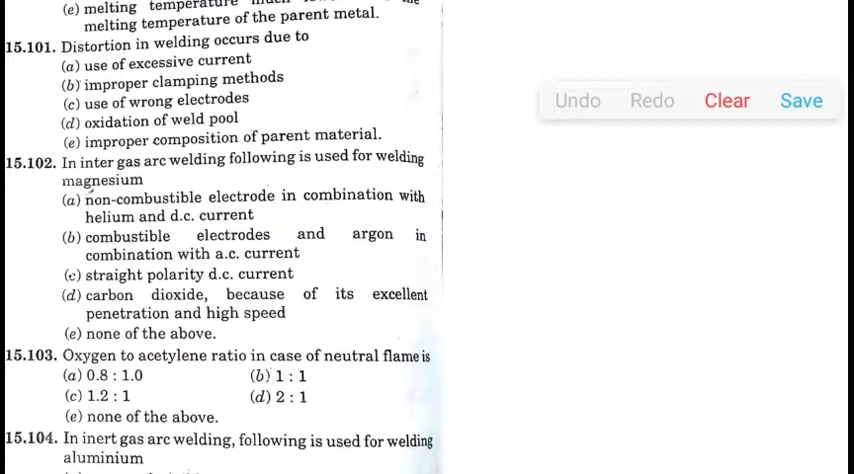 (e) melting temperature
melting temperature of the parent metal.
15.101. Distortion in welding occurs due to
(a) use of excessive current
(b) improper clamping methods
(c) use of wrong electrodes
(d) oxidation of weld pool
(e) improper composition of parent material.
15.102. In inter gas arc welding following is used for welding
magnesium
(a) non-combustible electrode in combination with
helium and d.c. current
(b) combustible electrodes and argon in
combination with a.c. current
(c) straight polarity d.c. current
(d) carbon dioxide, because of its excellent
penetration and high speed
(e) none of the above.
15.103. Oxygen to acetylene ratio in case of neutral flame is
(a) 0.8 : 1.0 (b) 1 : 1
(c) 1.2 : 1 (d) 2 : 1
(e) none of the above.
15.104. In inert gas arc welding, following is used for welding
aluminium
Undo Redo Clear Save